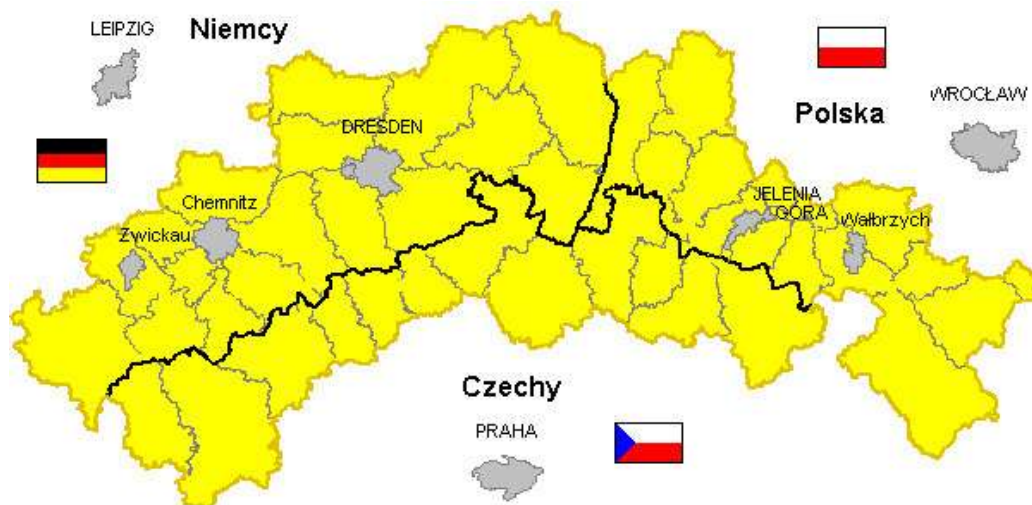 LEIPZIG
Niemcy
Polska
WROCŁAW
DRESDEN
Chemnitz
Zwickau
JELENIA
GÓRA
Wałbrzych
Czechy
PRAHA